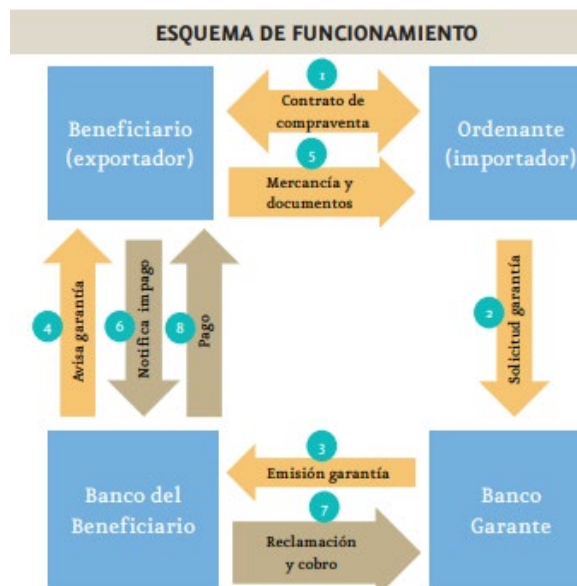 ESQUEMA DE FUNCIONAMIENTO
Beneficiario
(exportador)
1
Contrato de
compraventa
5
Mercancía y
documentos
Ordenante
(importador)
4
Avisa garantía
6
Notifica impago
8
Pago
2
Solicitud garantía
Banco del
Beneficiario
3
Emisión garantía
7
Reclamación
y cobro
Banco
Garante